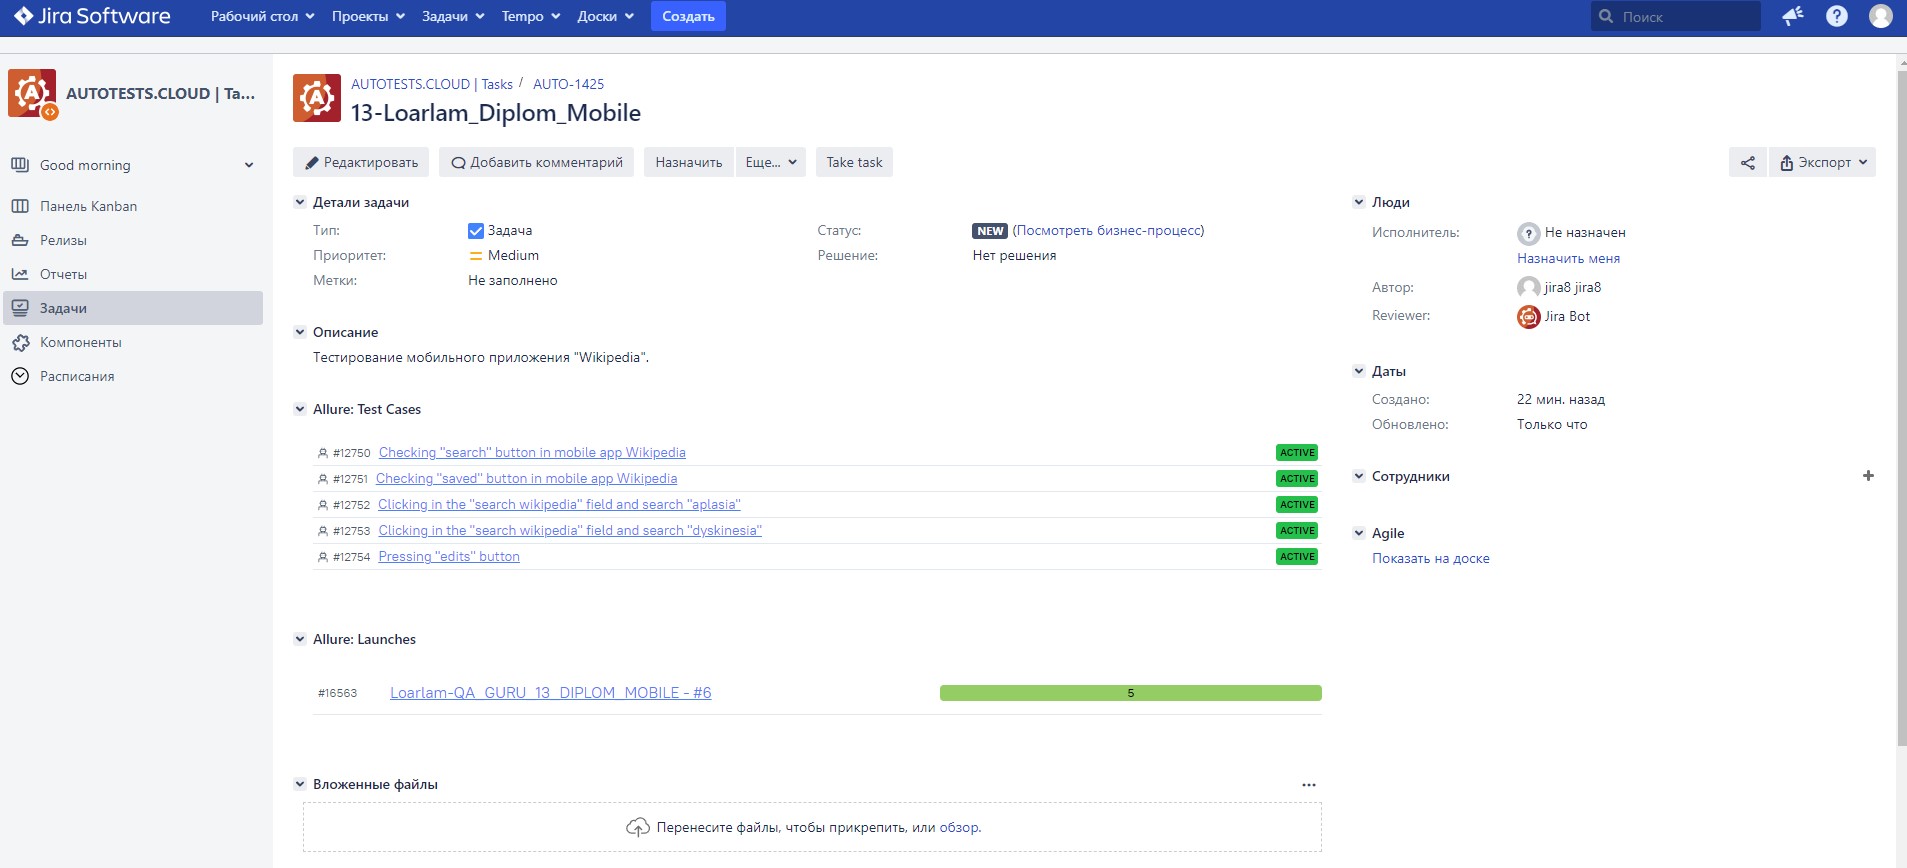 Jira Software
Рабочий стол Проекты Задачи Tempo Доски Создать Поиск
AUTOTESTS.CLOUD | Ta...
Good morning
Панель Kanban
Релизы
Отчеты
Задачи
Компоненты
Расписания
AUTOTESTS.CLOUD | Tasks / AUTO-1425
13-Loarlam_Diplom_Mobile
Редактировать Добавить комментарий Назначить Еще... Take task Экспорт
Детали задачи
Тип: Задача
Приоритет: Medium
Метки: Не заполнено
Статус: NEW (Посмотреть бизнес-процесс)
Решение: Нет решения
Описание
Тестирование мобильного приложения "Wikipedia".
Allure: Test Cases
#12750 Checking "search" button in mobile app Wikipedia ACTIVE
#12751 Checking "saved" button in mobile app Wikipedia ACTIVE
#12752 Clicking in the "search wikipedia" field and search "aplasia" ACTIVE
#12753 Clicking in the "search wikipedia" field and search "dyskinesia" ACTIVE
#12754 Pressing "edits" button ACTIVE
Allure: Launches
#16563 Loarlam-QA_GURU_13_DIPLOM_MOBILE - #6 5
Вложенные файлы
Перенесите файлы, чтобы прикрепить, или обзор.
Люди
Исполнитель: Не назначен
Назначить меня
Автор: jira8 jira8
Reviewer: Jira Bot
Даты
Создано: 22 мин. назад
Обновлено: Только что
Сотрудники
Agile
Показать на доске